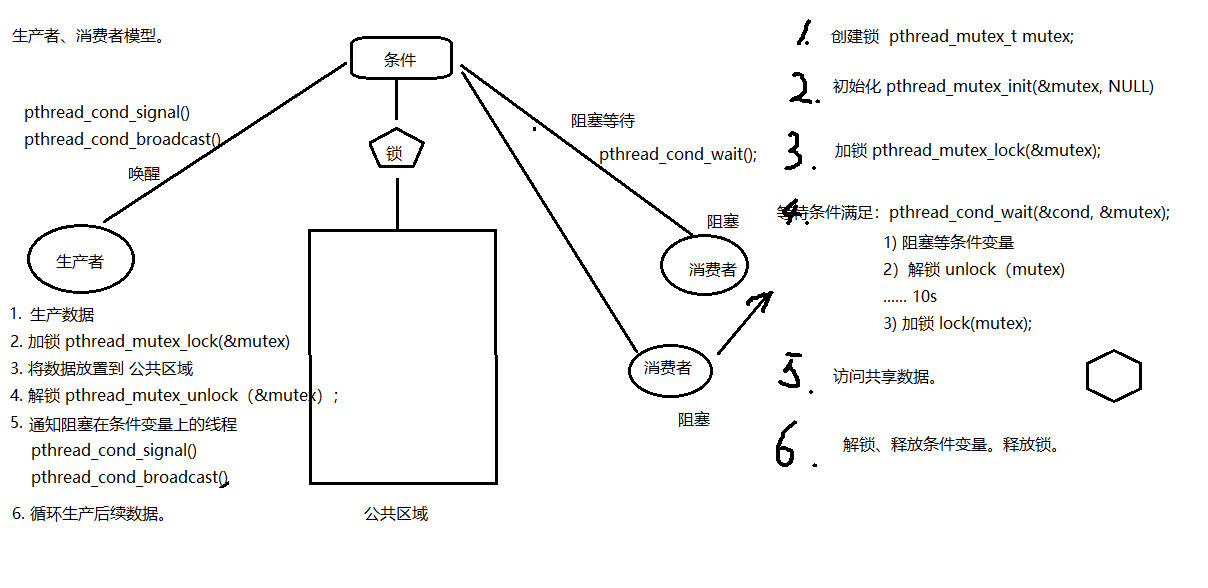 生产者、消费者模型。
条件
pthread_cond_signal()
pthread_cond_broadcast()
唤醒
锁
阻塞等待
pthread_cond_wait();
生产者
阻塞
消费者
消费者
阻塞
1. 生产数据
2. 加锁 pthread_mutex_lock(&mutex)
3. 将数据放置到 公共区域
4. 解锁 pthread_mutex_unlock（&mutex）;
5. 通知阻塞在条件变量上的线程
pthread_cond_signal()
pthread_cond_broadcast()
6. 循环生产后续数据。
公共区域
1. 创建锁 pthread_mutex_t mutex;
2. 初始化 pthread_mutex_init(&mutex, NULL)
3. 加锁 pthread_mutex_lock(&mutex);
4. 等待条件满足：pthread_cond_wait(&cond, &mutex);
1) 阻塞等条件变量
2）解锁 unlock（mutex)
...... 10s
3) 加锁 lock(mutex);
5. 访问共享数据。
6. 解锁、释放条件变量。释放锁。